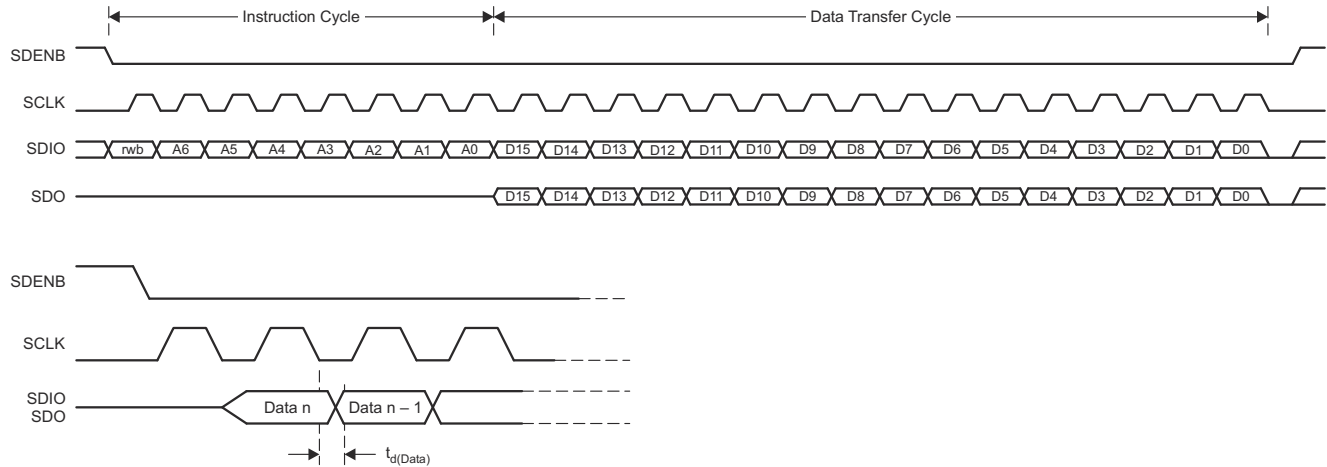 Instruction Cycle Data Transfer Cycle
SDENB
SCLK
SDIO rwb A6 A5 A4 A3 A2 A1 A0 D15 D14 D13 D12 D11 D10 D9 D8 D7 D6 D5 D4 D3 D2 D1 D0
SDO D15 D14 D13 D12 D11 D10 D9 D8 D7 D6 D5 D4 D3 D2 D1 D0
SDENB
SCLK
SDIO
SDO
Data n Data n – 1
td(Data)